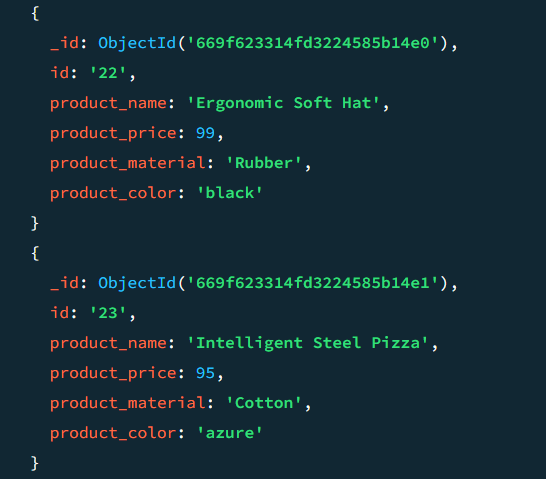 {
_id: ObjectId('669f623314fd3224585b14e0'),
id: '22',
product_name: 'Ergonomic Soft Hat',
product_price: 99,
product_material: 'Rubber',
product_color: 'black'
}
{
_id: ObjectId('669f623314fd3224585b14e1'),
id: '23',
product_name: 'Intelligent Steel Pizza',
product_price: 95,
product_material: 'Cotton',
product_color: 'azure'
}